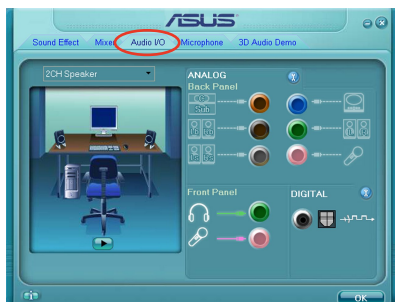 ASUS
Sound Effect Mixer Audio I/O Microphone 3D Audio Demo
2CH Speaker
ANALOG
Back Panel
Sub
Front Panel
DIGITAL
OK